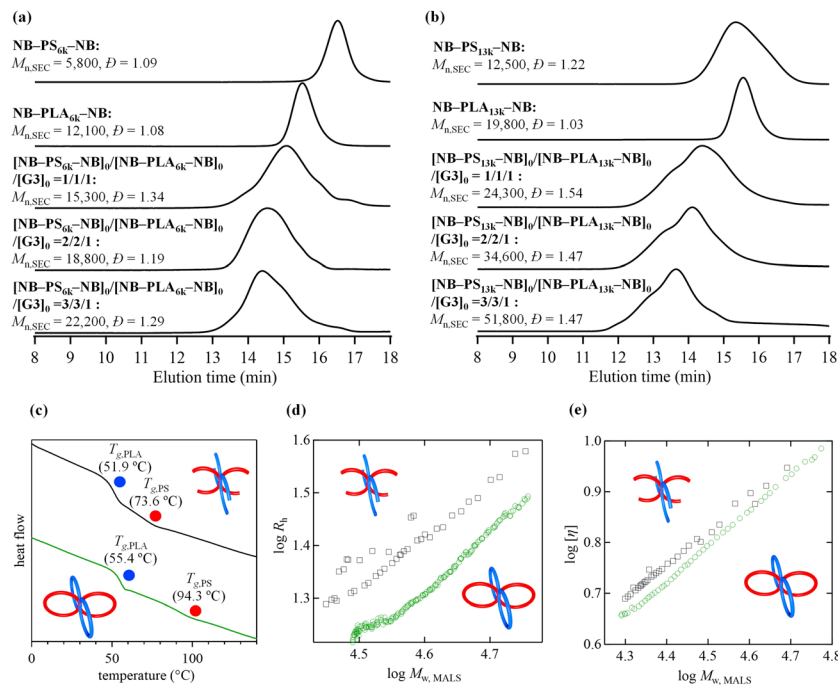 (a)
NB–PS6k–NB:
Mn,SEC = 5,800, Đ = 1.09
NB–PLA6k–NB:
Mn,SEC = 12,100, Đ = 1.08
[NB–PS6k–NB]0/[NB–PLA6k–NB]0
/[G3]0 = 1/1/1:
Mn,SEC = 15,300, Đ = 1.34
[NB–PS6k–NB]0/[NB–PLA6k–NB]0
/[G3]0 =2/2/1 :
Mn,SEC = 18,800, Đ = 1.19
[NB–PS6k–NB]0/[NB–PLA6k–NB]0
/[G3]0 =3/3/1 :
Mn,SEC = 22,200, Đ = 1.29
8 9 10 11 12 13 14 15 16 17 18
Elution time (min)
(b)
NB–PS13k–NB:
Mn,SEC = 12,500, Đ = 1.22
NB–PLA13k–NB:
Mn,SEC = 19,800, Đ = 1.03
[NB–PS13k–NB]0/[NB–PLA13k–NB]0
/[G3]0 = 1/1/1 :
Mn,SEC = 24,300, Đ = 1.54
[NB–PS13k–NB]0/[NB–PLA13k–NB]0
/[G3]0 =2/2/1 :
Mn,SEC = 34,600, Đ = 1.47
[NB–PS13k–NB]0/[NB–PLA13k–NB]0
/[G3]0 =3/3/1 :
Mn,SEC = 51,800, Đ = 1.47
8 9 10 11 12 13 14 15 16 17 18
Elution time (min)
(c)
heat flow
Tg,PLA
(51.9 ºC)
Tg,PS
(73.6 ºC)
Tg,PLA
(55.4 ºC)
Tg,PS
(94.3 ºC)
0 50 100
temperature (°C)
(d)
log Rh
1.6
1.5
1.4
1.3
4.5 4.6 4.7
log Mw, MALS
(e)
log [η]
1.0
0.9
0.8
0.7
0.6
4.3 4.4 4.5 4.6 4.7 4.8
log Mw, MALS